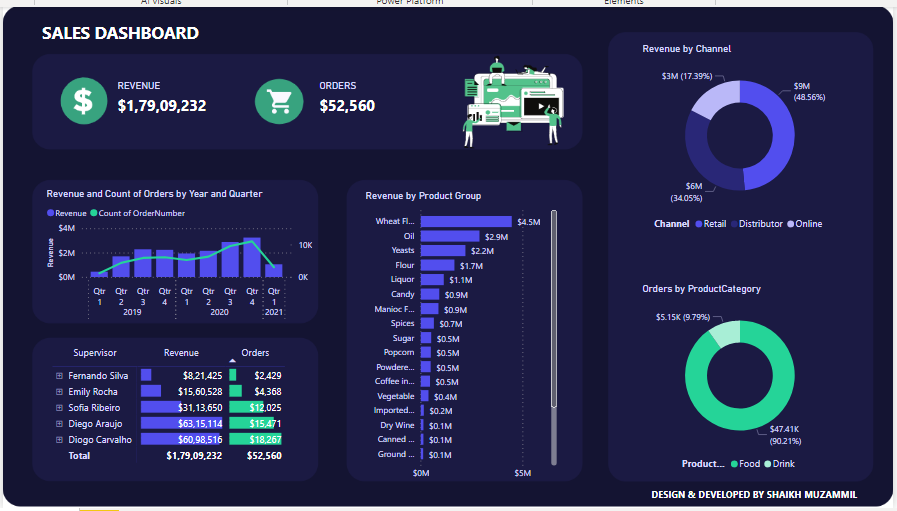 AI visuals
Power Platform
Elements
SALES DASHBOARD
REVENUE
$1,79,09,232
ORDERS
$52,560
Revenue and Count of Orders by Year and Quarter
Revenue Count of OrderNumber
Revenue
$4M
$2M
$0M
10K
0K
Qtr 1 Qtr 2 Qtr 3 Qtr 4 Qtr 1 Qtr 2 Qtr 3 Qtr 4 Qtr 1
2019 2020 2021
Supervisor Revenue Orders
Fernando Silva $8,21,425 $2,429
Emily Rocha $15,60,528 $4,368
Sofia Ribeiro $31,13,650 $12,025
Diego Araujo $63,15,114 $15,471
Diogo Carvalho $60,98,516 $18,267
Total $1,79,09,232 $52,560
Revenue by Product Group
Wheat Fl... $4.5M
Oil $2.9M
Yeasts $2.2M
Flour $1.7M
Liquor $1.1M
Candy $0.9M
Manioc F... $0.9M
Spices $0.7M
Sugar $0.5M
Popcorn $0.5M
Powdere... $0.5M
Coffee in... $0.5M
Vegetable $0.4M
Imported... $0.2M
Dry Wine $0.1M
Canned ... $0.1M
Ground ... $0.1M
$0M $5M
Revenue by Channel
$3M (17.39%)
$9M
(48.56%)
$6M
(34.05%)
Channel Retail Distributor Online
Orders by ProductCategory
$5.15K (9.79%)
$47.41K
(90.21%)
Product... Food Drink
DESIGN & DEVELOPED BY SHAIKH MUZAMMIL